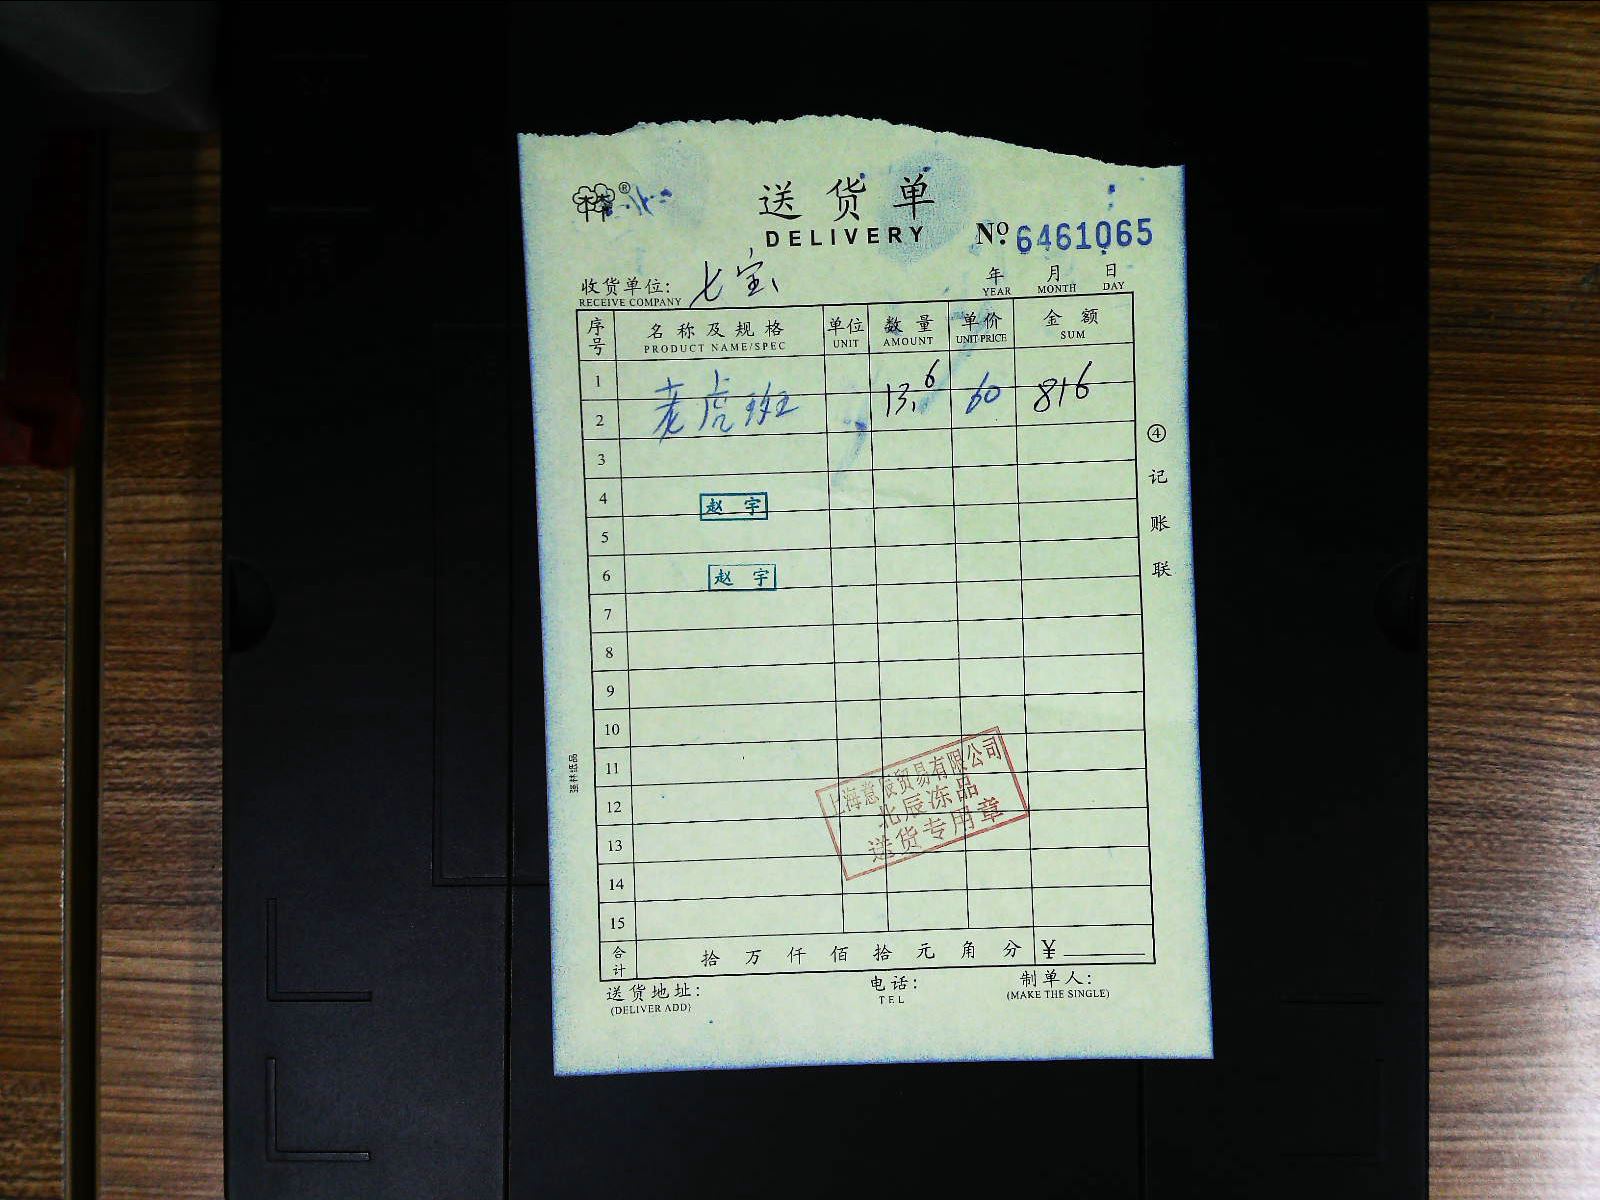 送货单
DELIVERY
№ 6461065
收货单位: 七宝
RECEIVE COMPANY
年 月 日
YEAR MONTH DAY
序号 名称及规格 单位 数量 单价 金额
PRODUCT NAME/SPEC UNIT AMOUNT UNIT PRICE SUM
1
2 老虎班 13.6 60 816
3
4 赵宇
5
6 赵宇
7
8
9
10
11
12
13
14
15
上海意辰贸易有限公司
北辰冻品
送货专用章
合计 拾 万 仟 佰 拾 元 角 分 ¥
送货地址: 电话: 制单人:
(DELIVER ADD) TEL (MAKE THE SINGLE)
④记账联
强林纸品